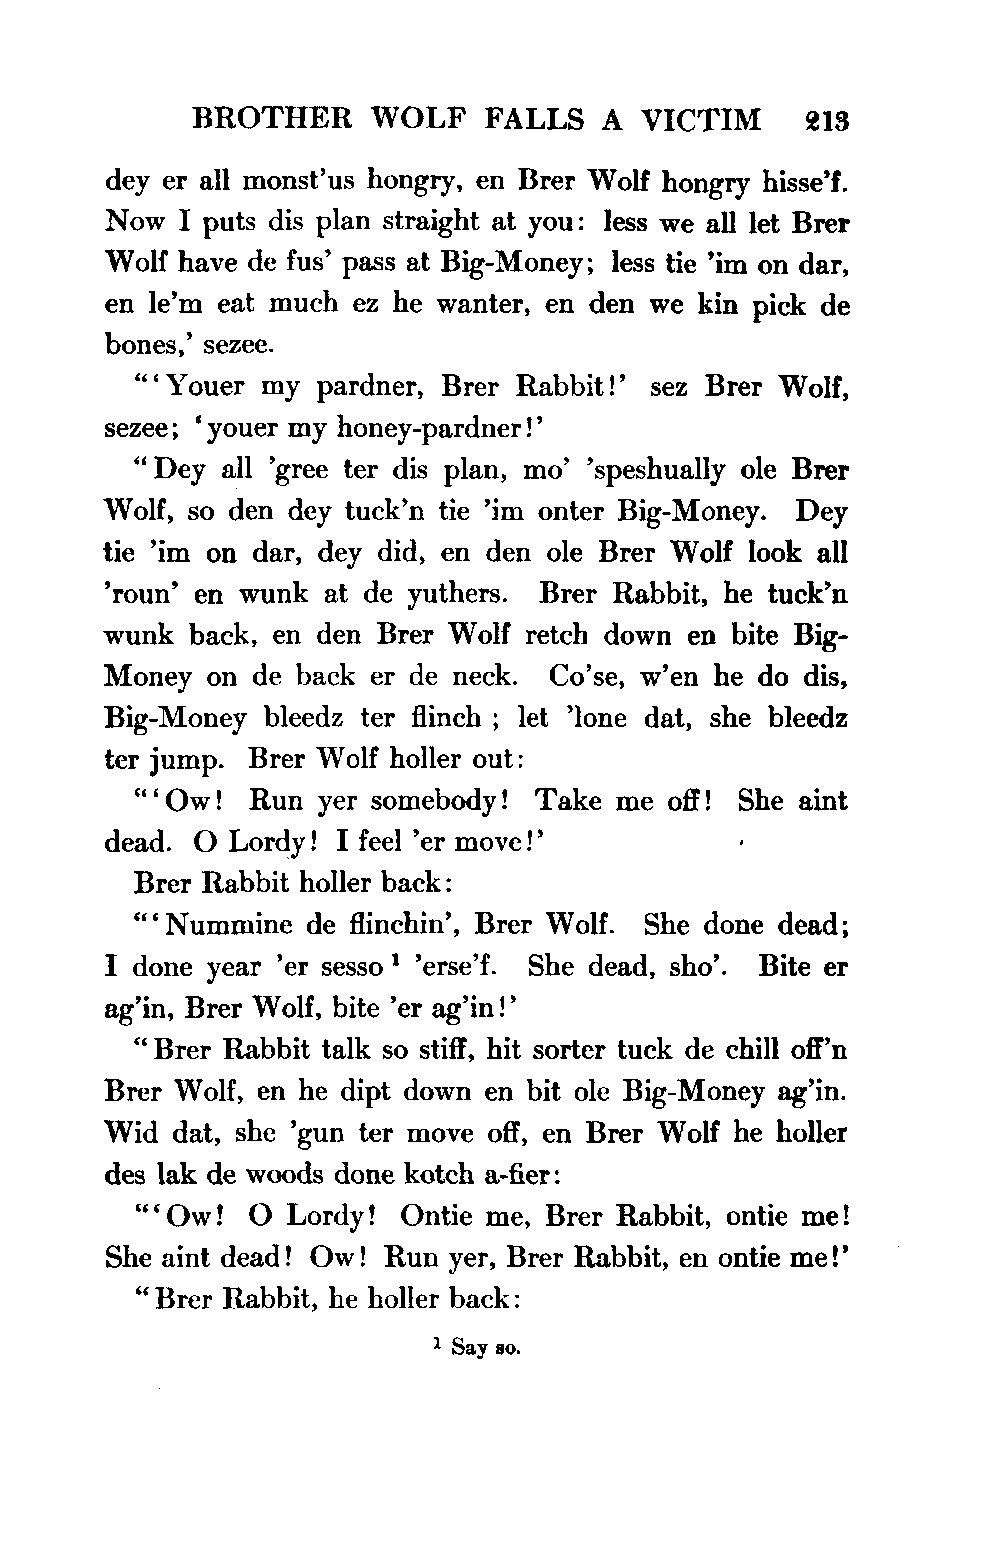 BROTHER WOLF FALLS A VICTIM 213
dey er all monst'us hongry, en Brer Wolf hongry hisse'f.
Now I puts dis plan straight at you: less we all let Brer
Wolf have de fus' pass at Big-Money; less tie 'im on dar,
en le'm eat much ez he wanter, en den we kin pick de
bones,' sezee.
"'Youer my pardner, Brer Rabbit!' sez Brer Wolf,
sezee; 'youer my honey-pardner!'
"Dey all 'gree ter dis plan, mo' 'speshually ole Brer
Wolf, so den dey tuck'n tie 'im onter Big-Money. Dey
tie 'im on dar, dey did, en den ole Brer Wolf look all
'roun' en wunk at de yuthers. Brer Rabbit, he tuck'n
wunk back, en den Brer Wolf retch down en bite Big-
Money on de back er de neck. Co'se, w'en he do dis,
Big-Money bleedz ter flinch ; let 'lone dat, she bleedz
ter jump. Brer Wolf holler out:
"'Ow! Run yer somebody! Take me off! She aint
dead. O Lordy! I feel 'er move!'
Brer Rabbit holler back:
"'Nummine de flinchin', Brer Wolf. She done dead;
I done year 'er sesso¹ 'erse'f. She dead, sho'. Bite er
ag'in, Brer Wolf, bite 'er ag'in!'
"Brer Rabbit talk so stiff, hit sorter tuck de chill off'n
Brer Wolf, en he dipt down en bit ole Big-Money ag'in.
Wid dat, she 'gun ter move off, en Brer Wolf he holler
des lak de woods done kotch a-fier:
"'Ow! O Lordy! Ontie me, Brer Rabbit, ontie me!
She aint dead! Ow! Run yer, Brer Rabbit, en ontie me!'
"Brer Rabbit, he holler back:
¹ Say so.